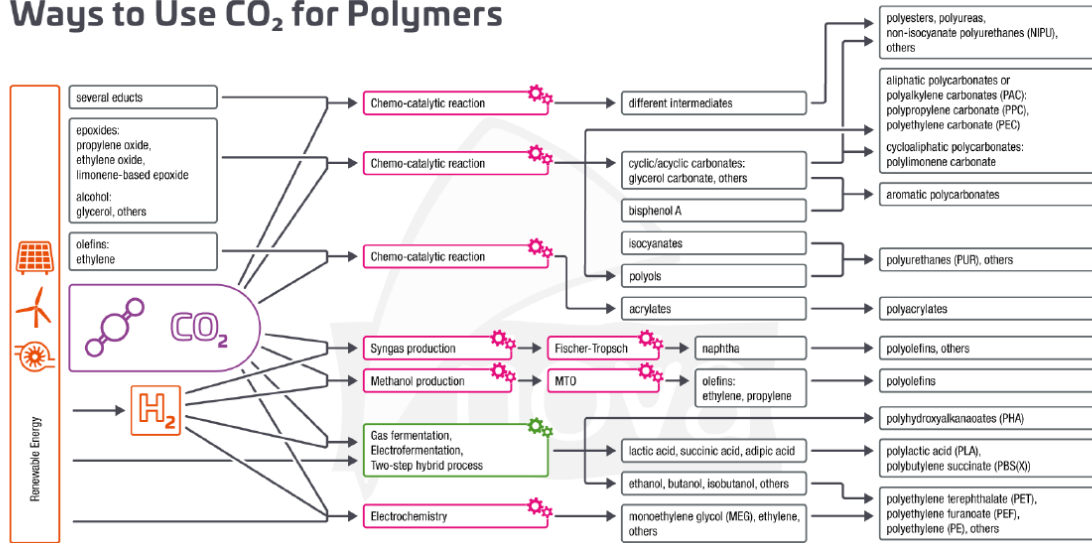 Ways to Use CO₂ for Polymers
several educts
epoxides:
propylene oxide,
ethylene oxide,
limonene-based epoxide
alcohol:
glycerol, others
olefins:
ethylene
CO₂
H₂
Renewable Energy
Chemo-catalytic reaction
Chemo-catalytic reaction
Chemo-catalytic reaction
Syngas production
Fischer-Tropsch
Methanol production
MTO
Gas fermentation,
Electrofermentation,
Two-step hybrid process
Electrochemistry
different intermediates
cyclic/acyclic carbonates:
glycerol carbonate, others
bisphenol A
isocyanates
polyols
acrylates
naphtha
olefins:
ethylene, propylene
lactic acid, succinic acid, adipic acid
ethanol, butanol, isobutanol, others
monoethylene glycol (MEG), ethylene,
others
polyesters, polyureas,
non-isocyanate polyurethanes (NIPU),
others
aliphatic polycarbonates or
polyalkylene carbonates (PAC):
polypropylene carbonate (PPC),
polyethylene carbonate (PEC)
cycloaliphatic polycarbonates:
polylimonene carbonate
aromatic polycarbonates
polyurethanes (PUR), others
polyacrylates
polyolefins, others
polyolefins
polyhydroxyalkanaoates (PHA)
polylactic acid (PLA),
polybutylene succinate (PBS(X))
polyethylene terephthalate (PET),
polyethylene furanoate (PEF),
polyethylene (PE), others
nova